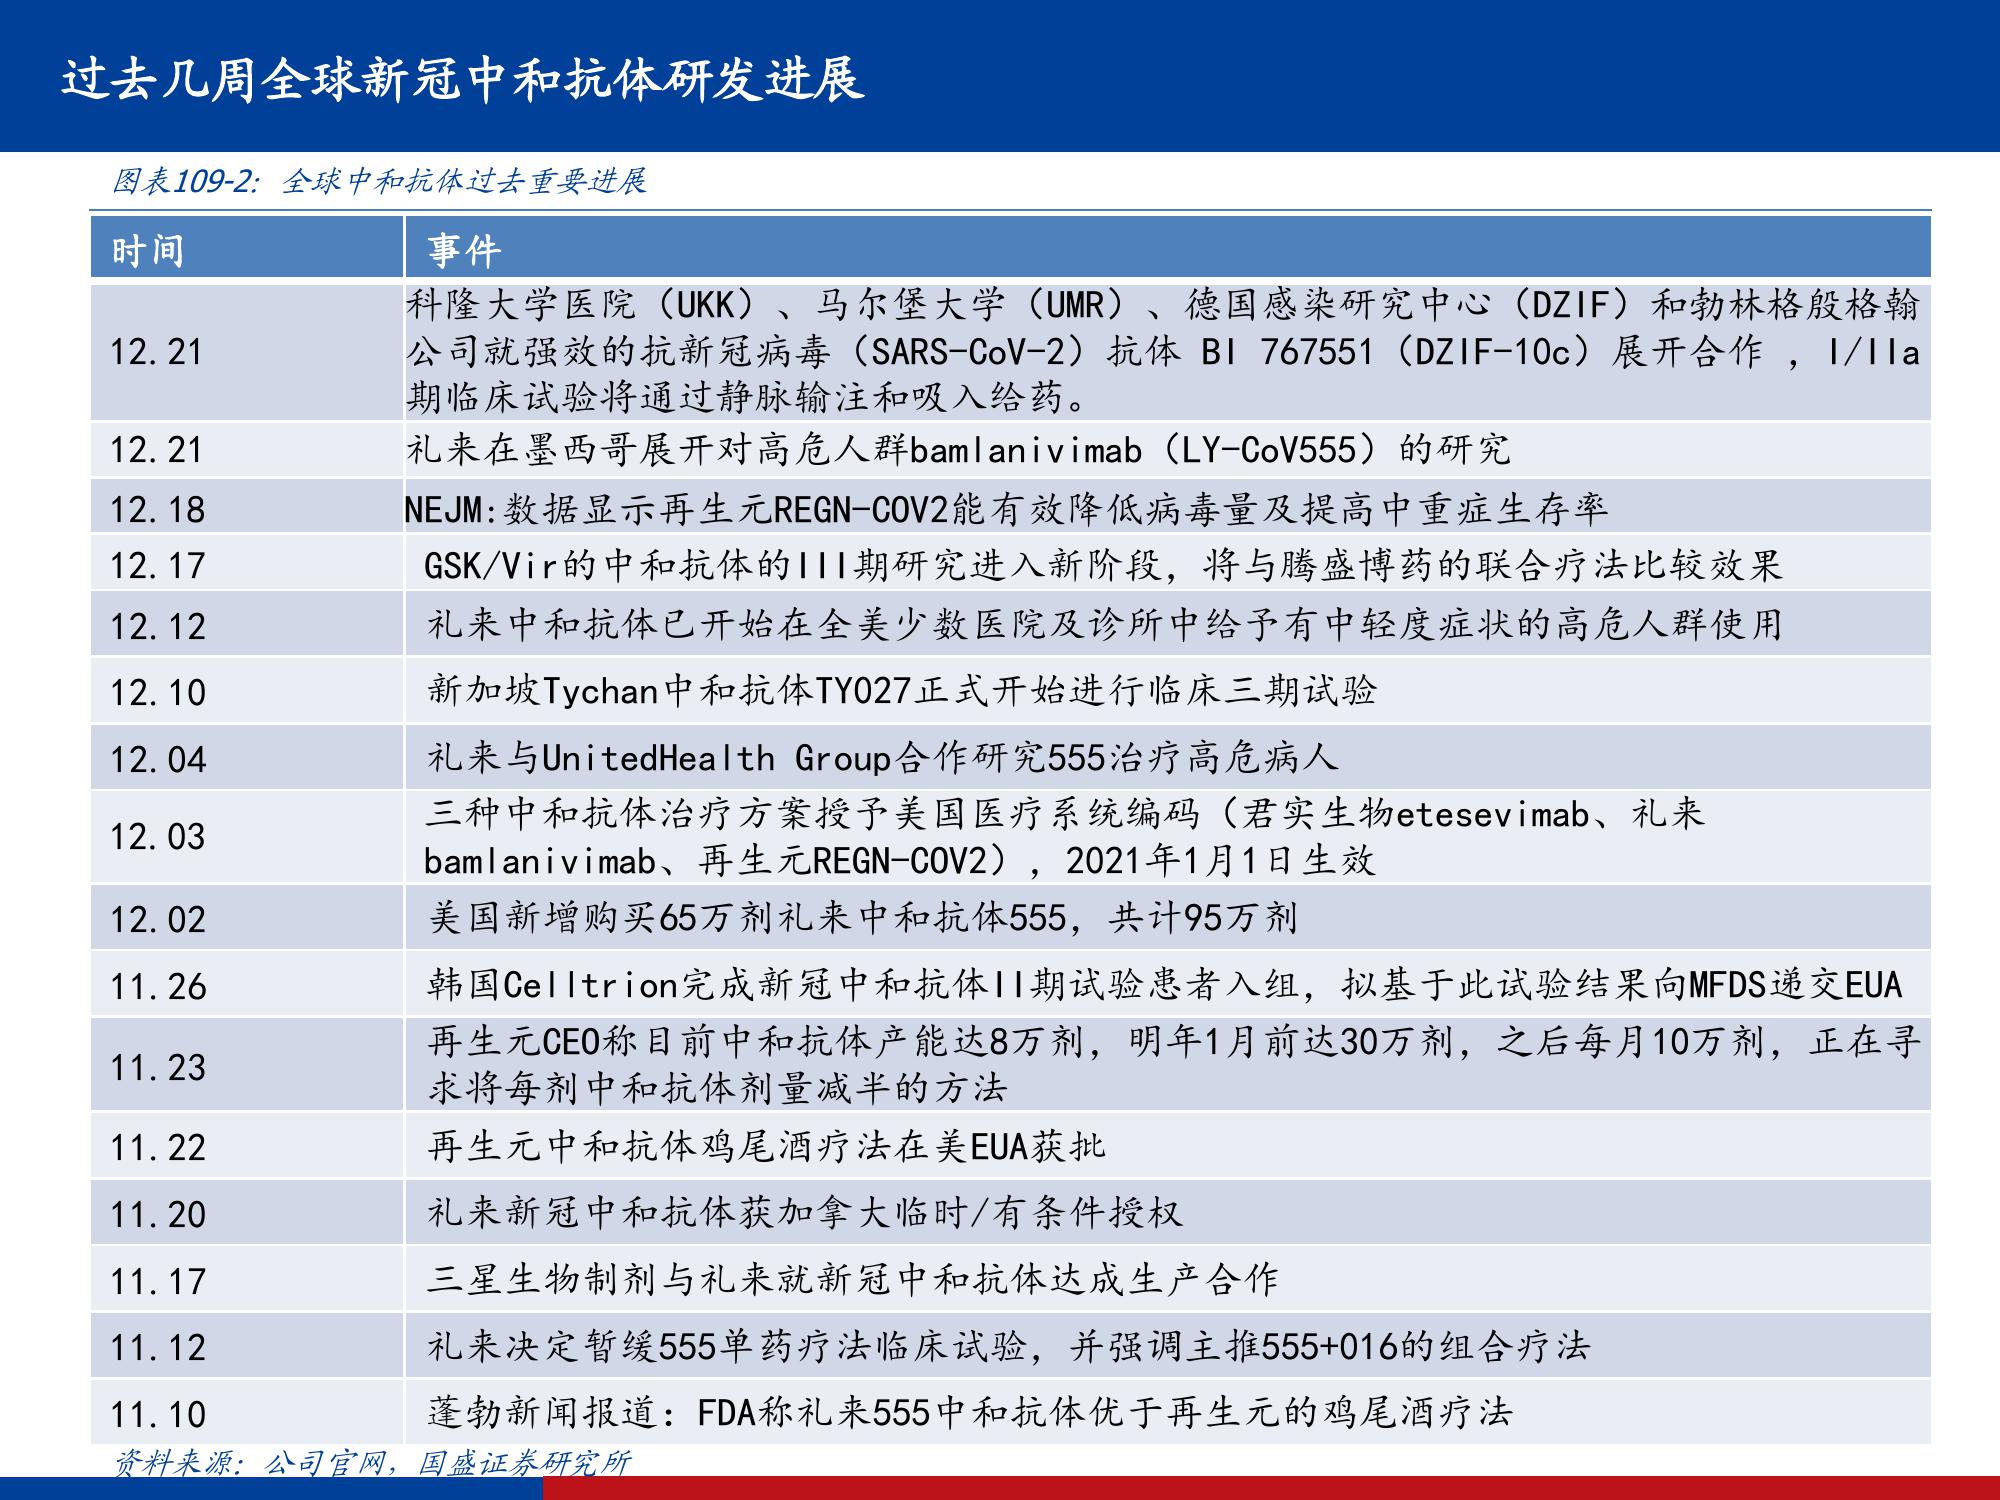 过去几周全球新冠中和抗体研发进展
图表109-2: 全球中和抗体过去重要进展
时间 事件
12.21 科隆大学医院（UKK）、马尔堡大学（UMR）、德国感染研究中心（DZIF）和勃林格殷格翰
公司就强效的抗新冠病毒（SARS-CoV-2）抗体 BI 767551（DZIF-10c）展开合作 ，I/IIa
期临床试验将通过静脉输注和吸入给药。
12.21 礼来在墨西哥展开对高危人群bamlanivimab（LY-CoV555）的研究
12.18 NEJM:数据显示再生元REGN-COV2能有效降低病毒量及提高中重症生存率
12.17 GSK/Vir的中和抗体的III期研究进入新阶段，将与腾盛博药的联合疗法比较效果
12.12 礼来中和抗体已开始在全美少数医院及诊所中给予有中轻度症状的高危人群使用
12.10 新加坡Tychan中和抗体TY027正式开始进行临床三期试验
12.04 礼来与UnitedHealth Group合作研究555治疗高危病人
12.03 三种中和抗体治疗方案授予美国医疗系统编码（君实生物etesevimab、礼来
bamlanivimab、再生元REGN-COV2），2021年1月1日生效
12.02 美国新增购买65万剂礼来中和抗体555，共计95万剂
11.26 韩国Celltrion完成新冠中和抗体II期试验患者入组，拟基于此试验结果向MFDS递交EUA
11.23 再生元CEO称目前中和抗体产能达8万剂，明年1月前达30万剂，之后每月10万剂，正在寻
求将每剂中和抗体剂量减半的方法
11.22 再生元中和抗体鸡尾酒疗法在美EUA获批
11.20 礼来新冠中和抗体获加拿大临时/有条件授权
11.17 三星生物制剂与礼来就新冠中和抗体达成生产合作
11.12 礼来决定暂缓555单药疗法临床试验，并强调主推555+016的组合疗法
11.10 蓬勃新闻报道：FDA称礼来555中和抗体优于再生元的鸡尾酒疗法
资料来源：公司官网，国盛证券研究所